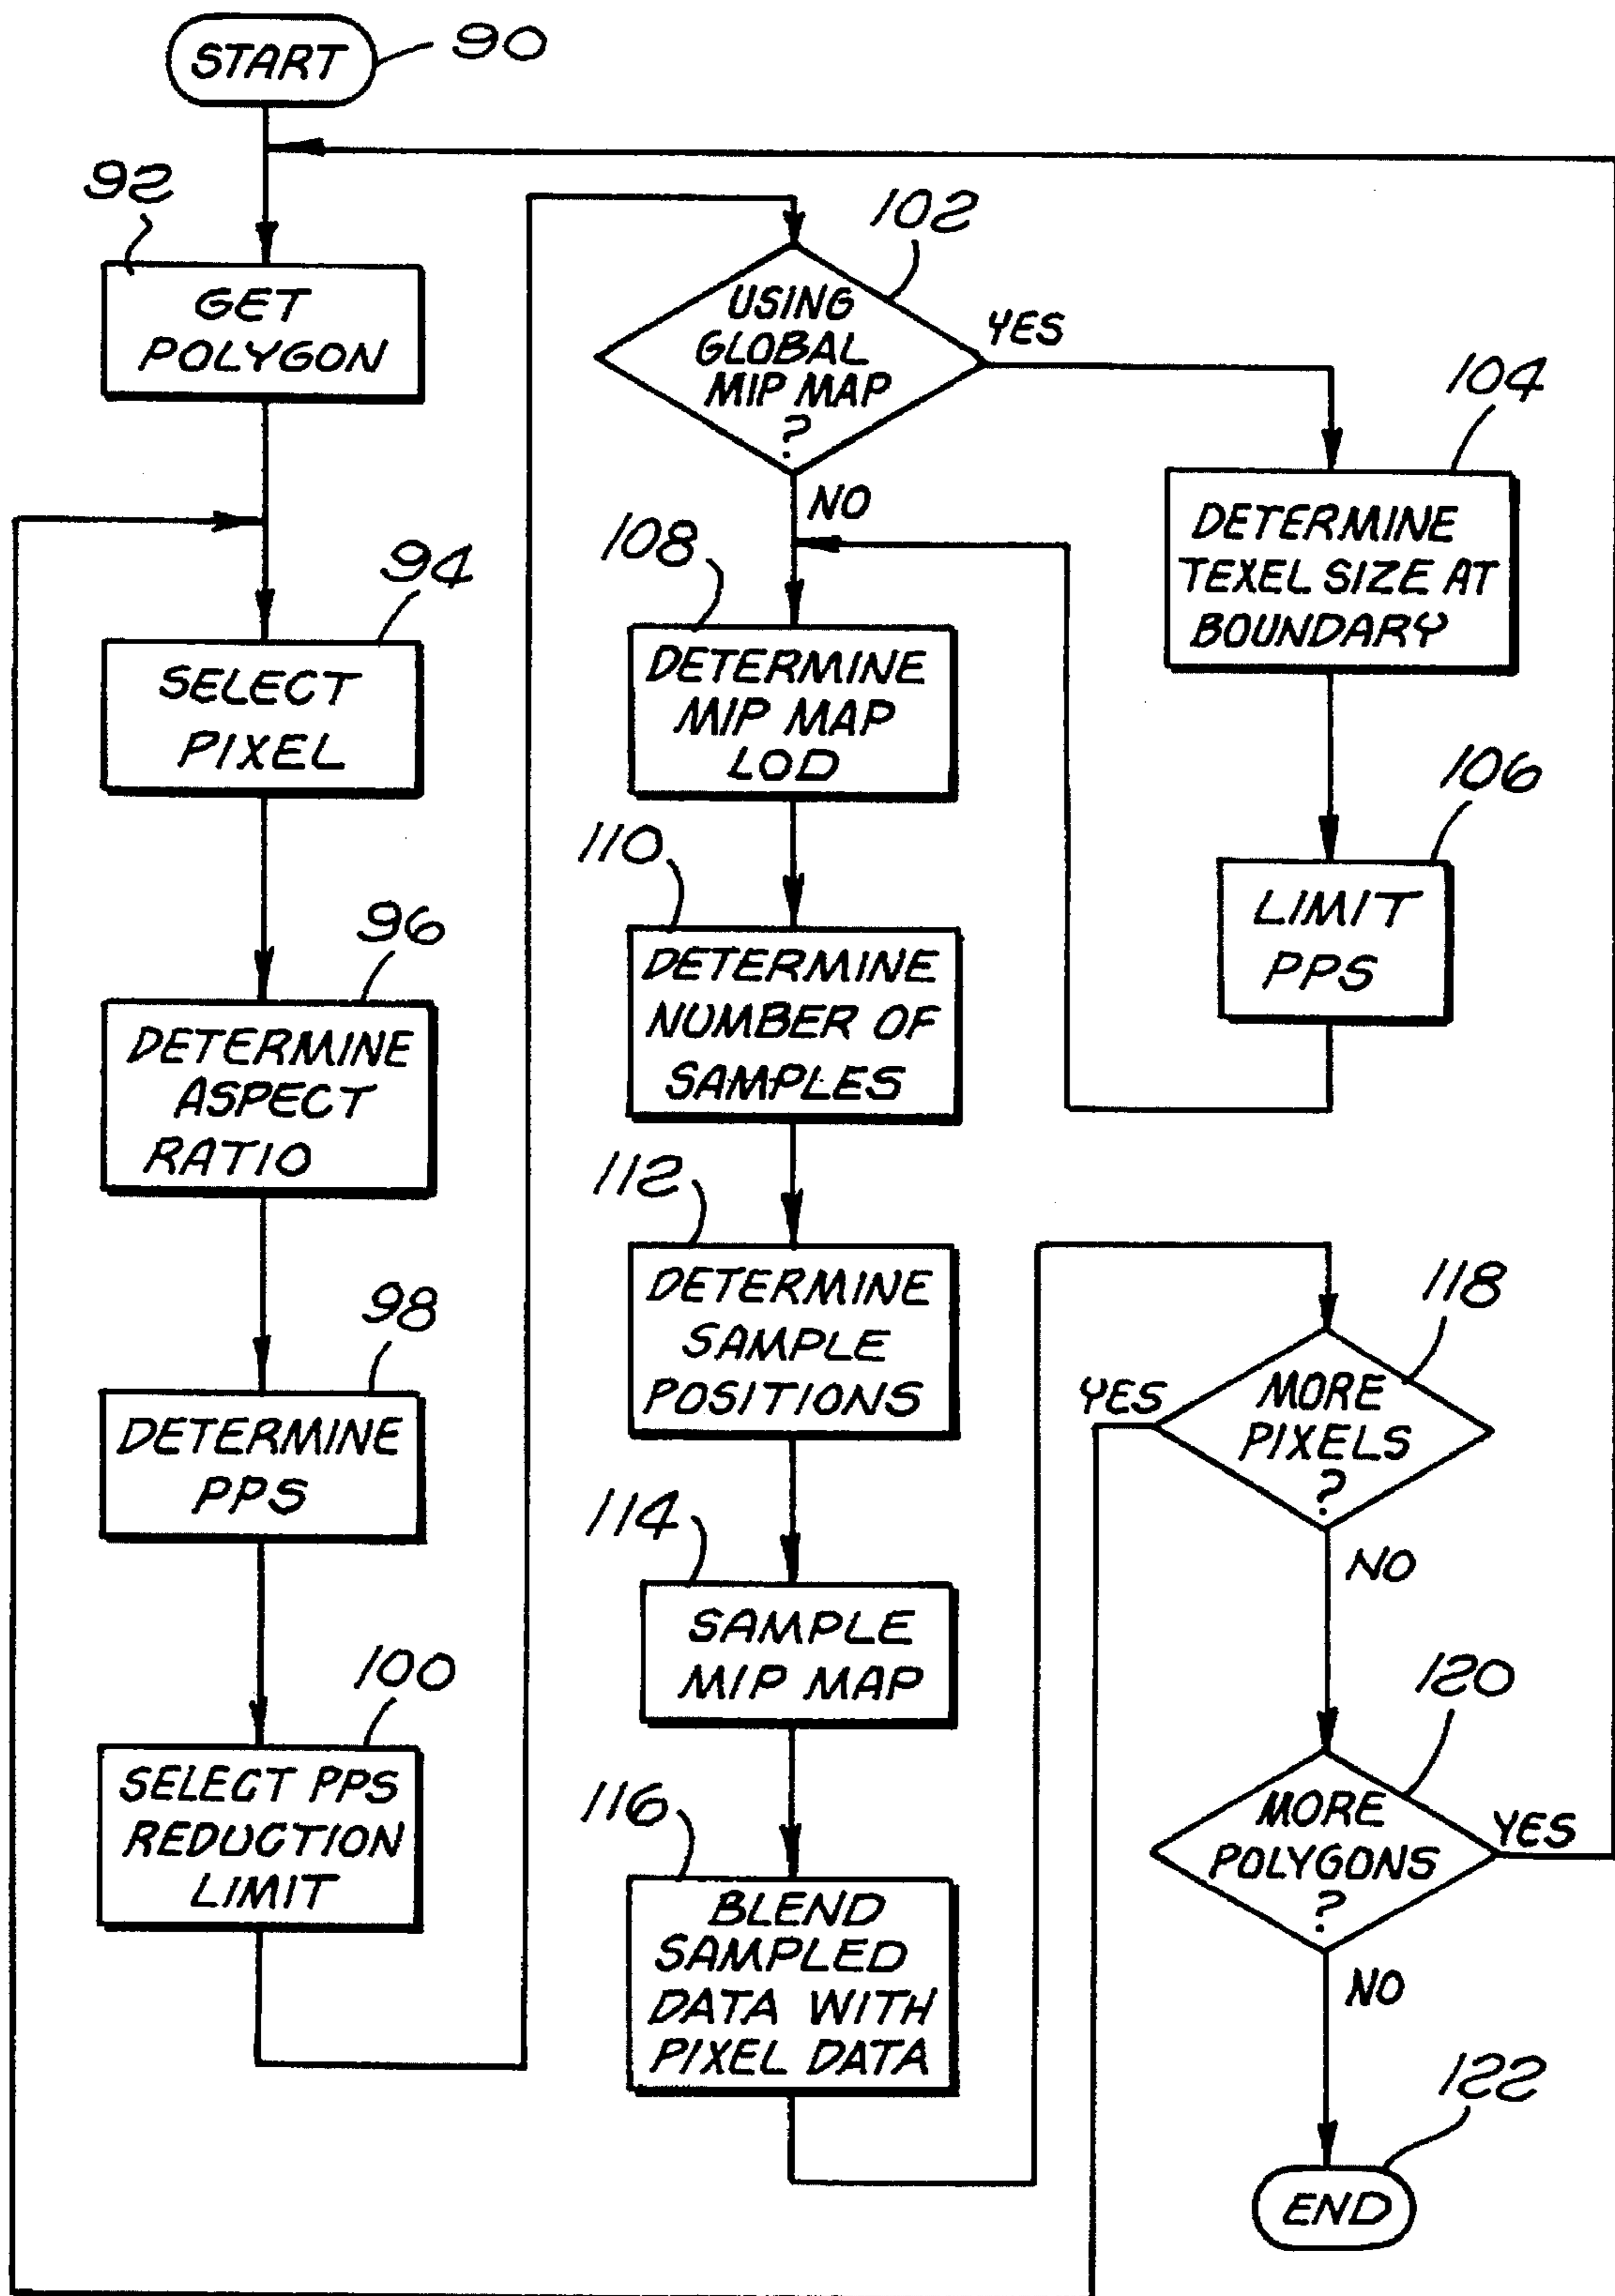 START
90
92
GET
POLYGON
94
SELECT
PIXEL
96
DETERMINE
ASPECT
RATIO
98
DETERMINE
PPS
100
SELECT PPS
REDUCTION
LIMIT
102
USING
GLOBAL
MIP MAP
?
YES
NO
104
DETERMINE
TEXEL SIZE AT
BOUNDARY
106
LIMIT
PPS
108
DETERMINE
MIP MAP
LOD
110
DETERMINE
NUMBER OF
SAMPLES
112
DETERMINE
SAMPLE
POSITIONS
114
SAMPLE
MIP MAP
116
BLEND
SAMPLED
DATA WITH
PIXEL DATA
118
MORE
PIXELS
?
YES
NO
120
MORE
POLYGONS
?
YES
NO
122
END